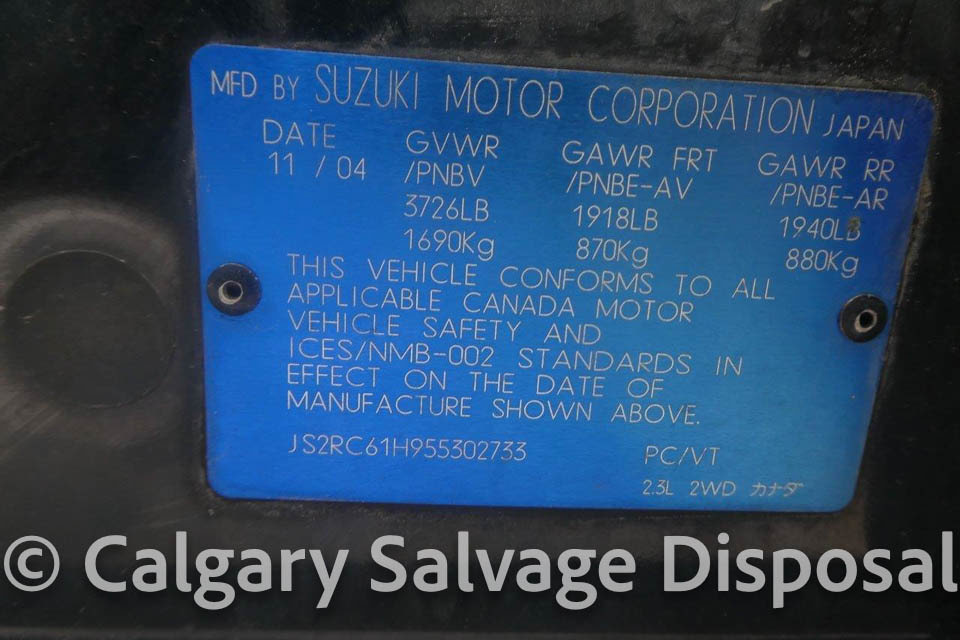 MFD BY SUZUKI MOTOR CORPORATION JAPAN
DATE GVWR GAWR FRT GAWR RR
11 / 04 /PNBV /PNBE-AV /PNBE-AR
3726LB 1918LB 1940LB
1690Kg 870Kg 880Kg
THIS VEHICLE CONFORMS TO ALL
APPLICABLE CANADA MOTOR
VEHICLE SAFETY AND
ICES/NMB-002 STANDARDS IN
EFFECT ON THE DATE OF
MANUFACTURE SHOWN ABOVE.
JS2RC61H955302733 PC/VT
2.3L 2WD カナダ
© Calgary Salvage Disposal